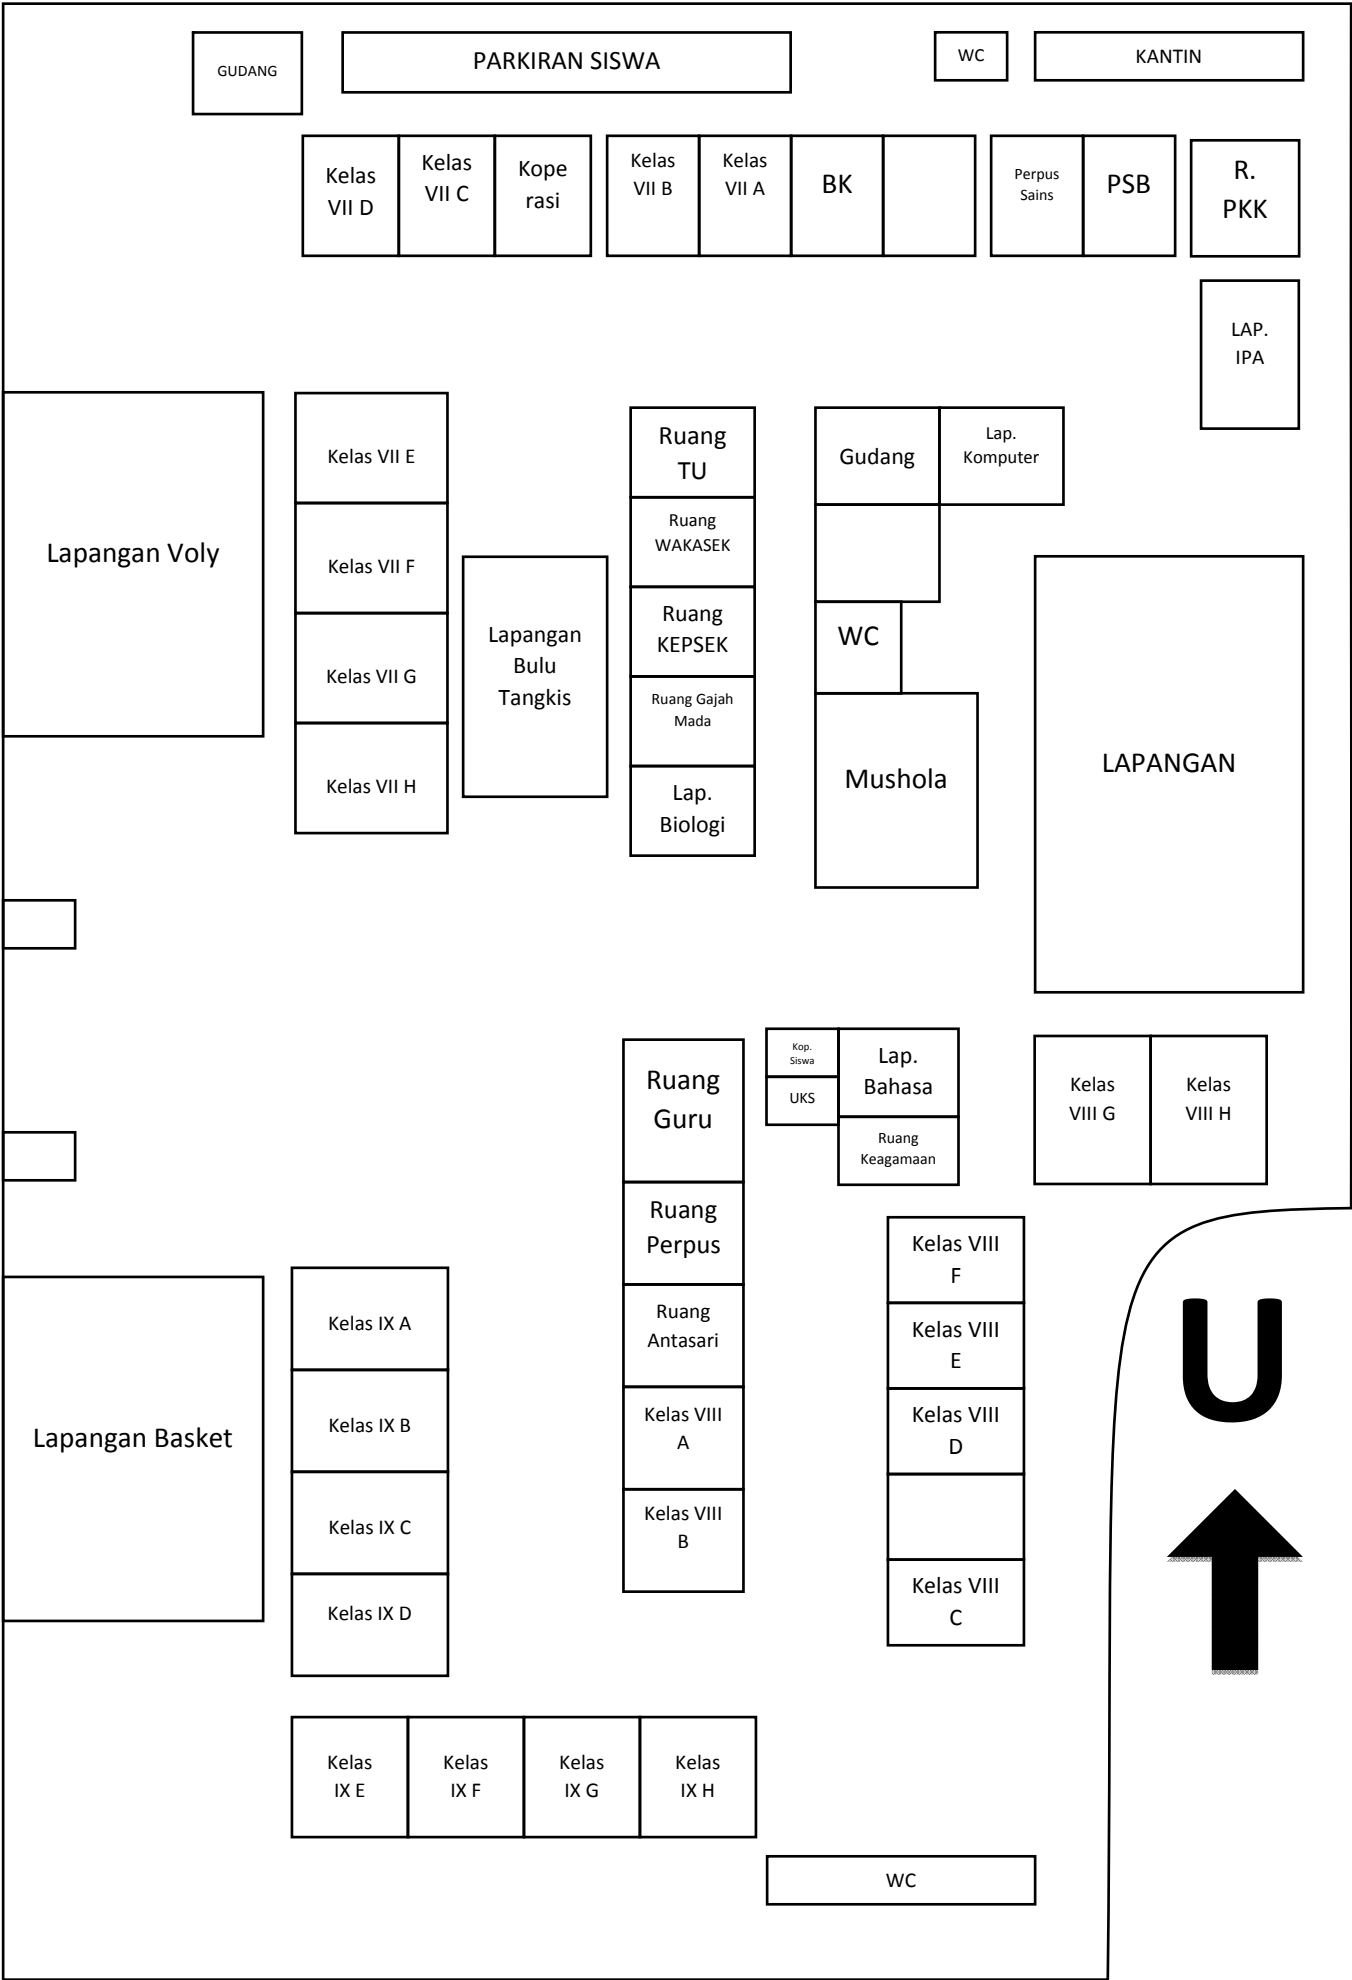 GUDANG
PARKIRAN SISWA
WC
KANTIN
Kelas
VII D
Kelas
VII C
Kope
rasi
Kelas
VII B
Kelas
VII A
BK
Perpus
Sains
PSB
R.
PKK
LAP.
IPA
Lapangan Voly
Kelas VII E
Kelas VII F
Kelas VII G
Kelas VII H
Lapangan
Bulu
Tangkis
Ruang
TU
Ruang
WAKASEK
Ruang
KEPSEK
Ruang Gajah
Mada
Lap.
Biologi
Gudang
Lap.
Komputer
WC
Mushola
LAPANGAN
Ruang
Guru
Kop.
Siswa
UKS
Lap.
Bahasa
Ruang
Keagamaan
Kelas
VIII G
Kelas
VIII H
Ruang
Perpus
Ruang
Antasari
Kelas VIII
A
Kelas VIII
B
Kelas VIII
F
Kelas VIII
E
Kelas VIII
D
Kelas VIII
C
U
Lapangan Basket
Kelas IX A
Kelas IX B
Kelas IX C
Kelas IX D
Kelas
IX E
Kelas
IX F
Kelas
IX G
Kelas
IX H
WC